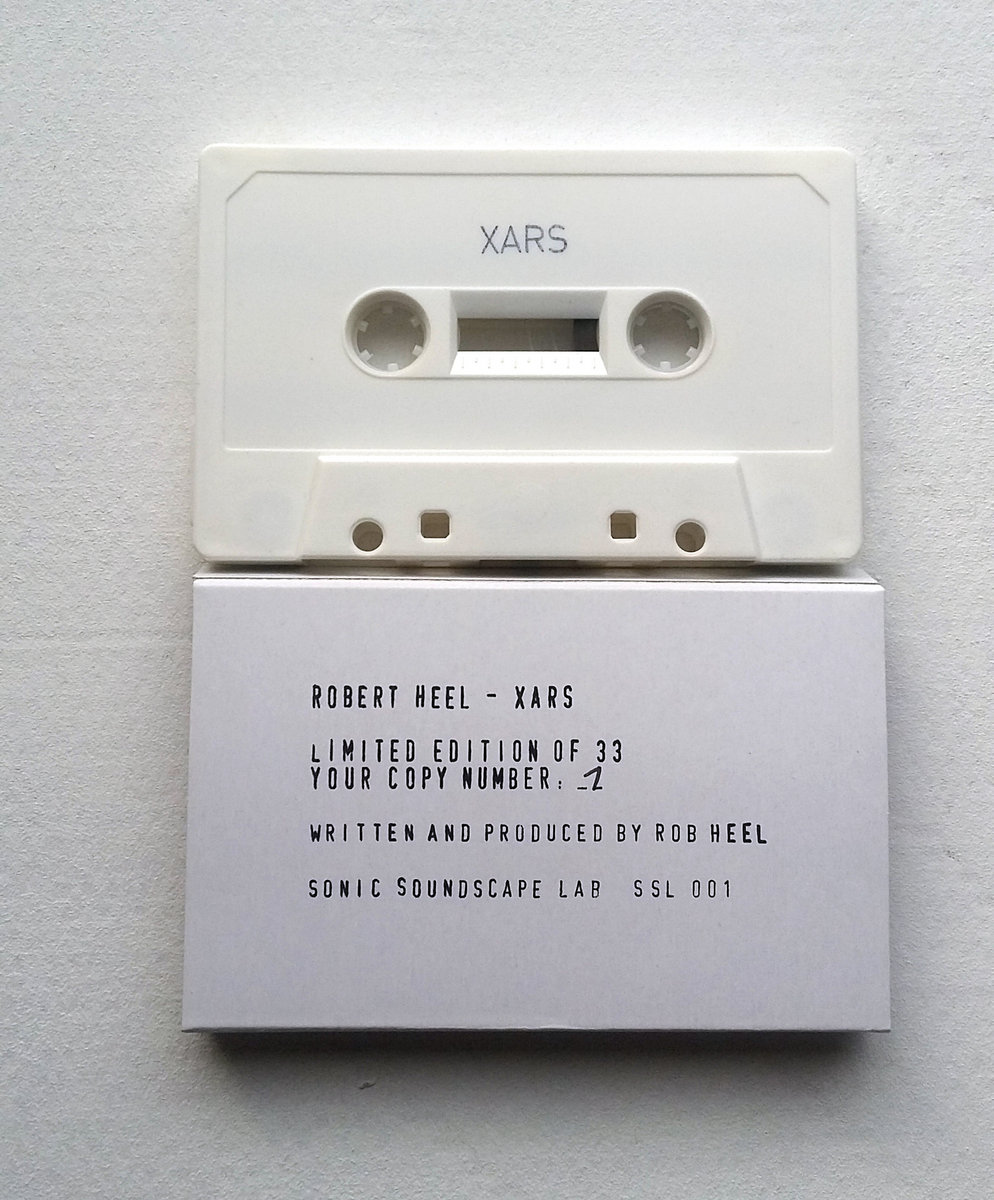 XARS
ROBERT HEEL - XARS
LIMITED EDITION OF 33
YOUR COPY NUMBER: 1
WRITTEN AND PRODUCED BY ROB HEEL
SONIC SOUNDSCAPE LAB SSL 001